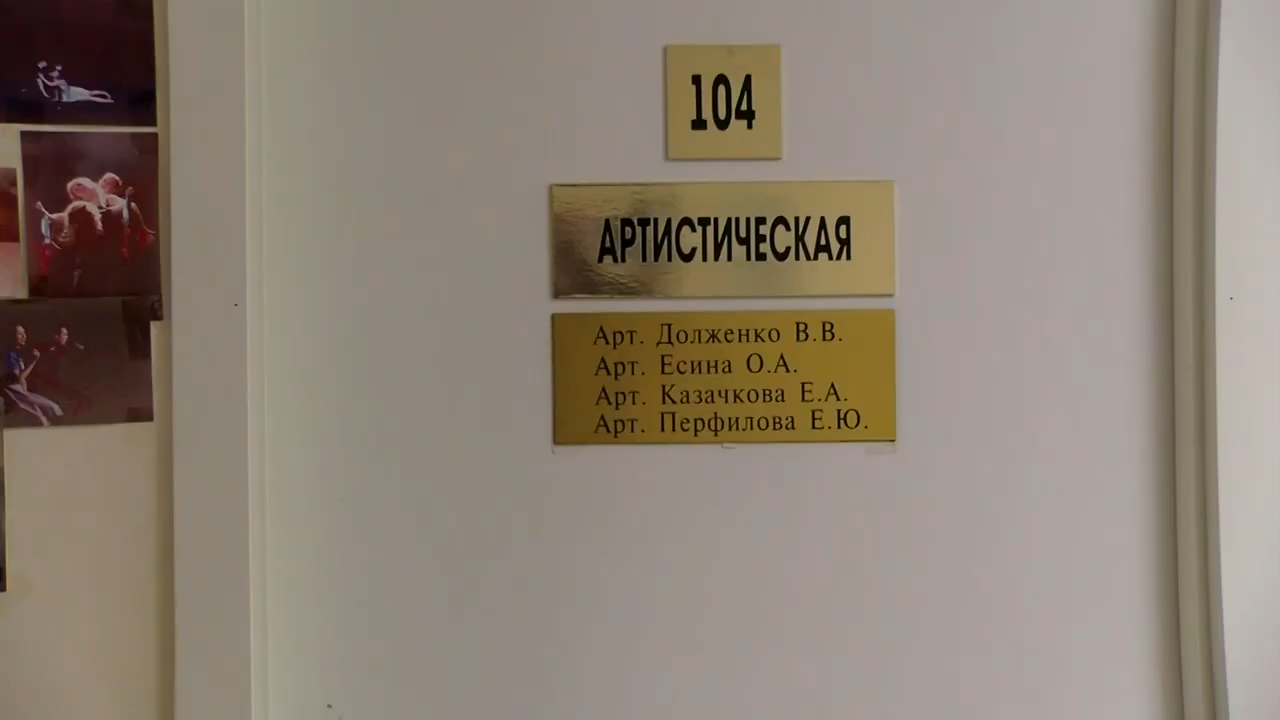 104
АРТИСТИЧЕСКАЯ
Арт. Долженко В.В.
Арт. Есина О.А.
Арт. Казачкова Е.А.
Арт. Перфилова Е.Ю.